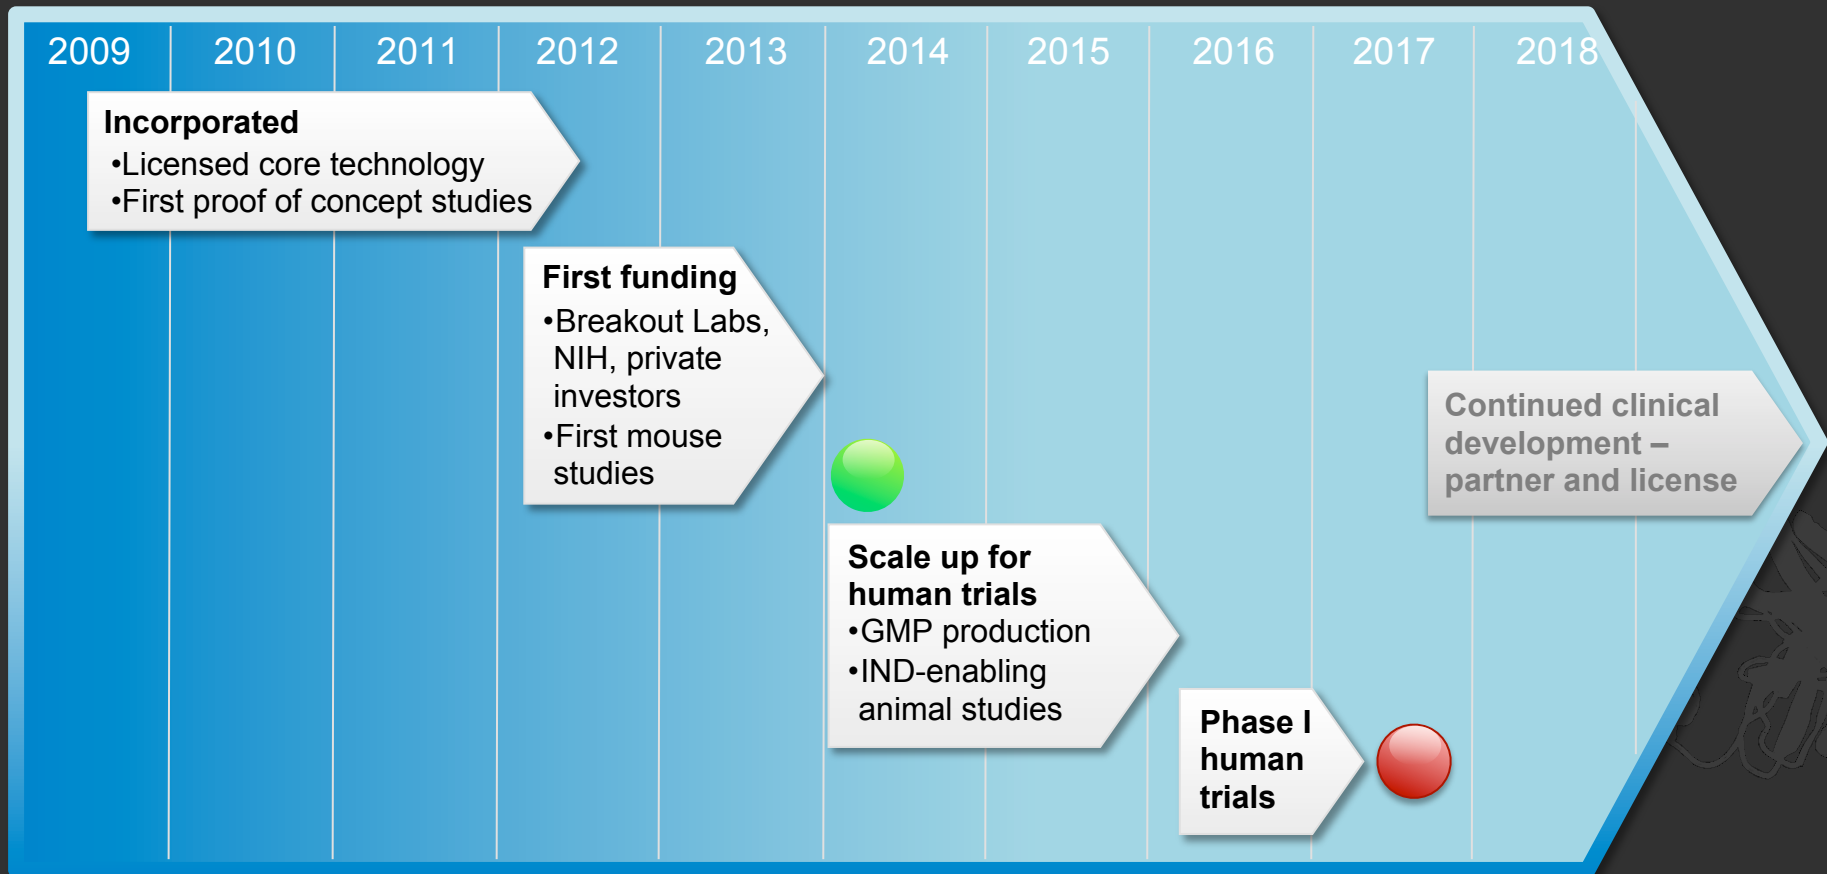 2009 2010 2011 2012 2013 2014 2015 2016 2017 2018
Incorporated
•Licensed core technology
•First proof of concept studies
First funding
•Breakout Labs,
NIH, private
investors
•First mouse
studies
Scale up for
human trials
•GMP production
•IND-enabling
animal studies
Phase I
human
trials
Continued clinical
development –
partner and license